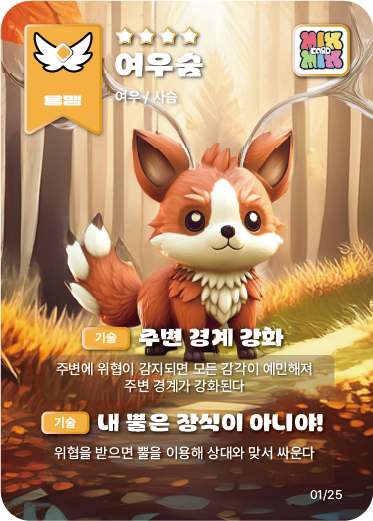 용맹
여우숨
여우 / 사슴
MIX
CARD
MIX
기술 주변 경계 강화
주변에 위협이 감지되면 모든 감각이 예민해져
주변 경계가 강화된다
기술 내 뿔은 장식이 아니야!
위협을 받으면 뿔을 이용해 상대와 맞서 싸운다
01/25